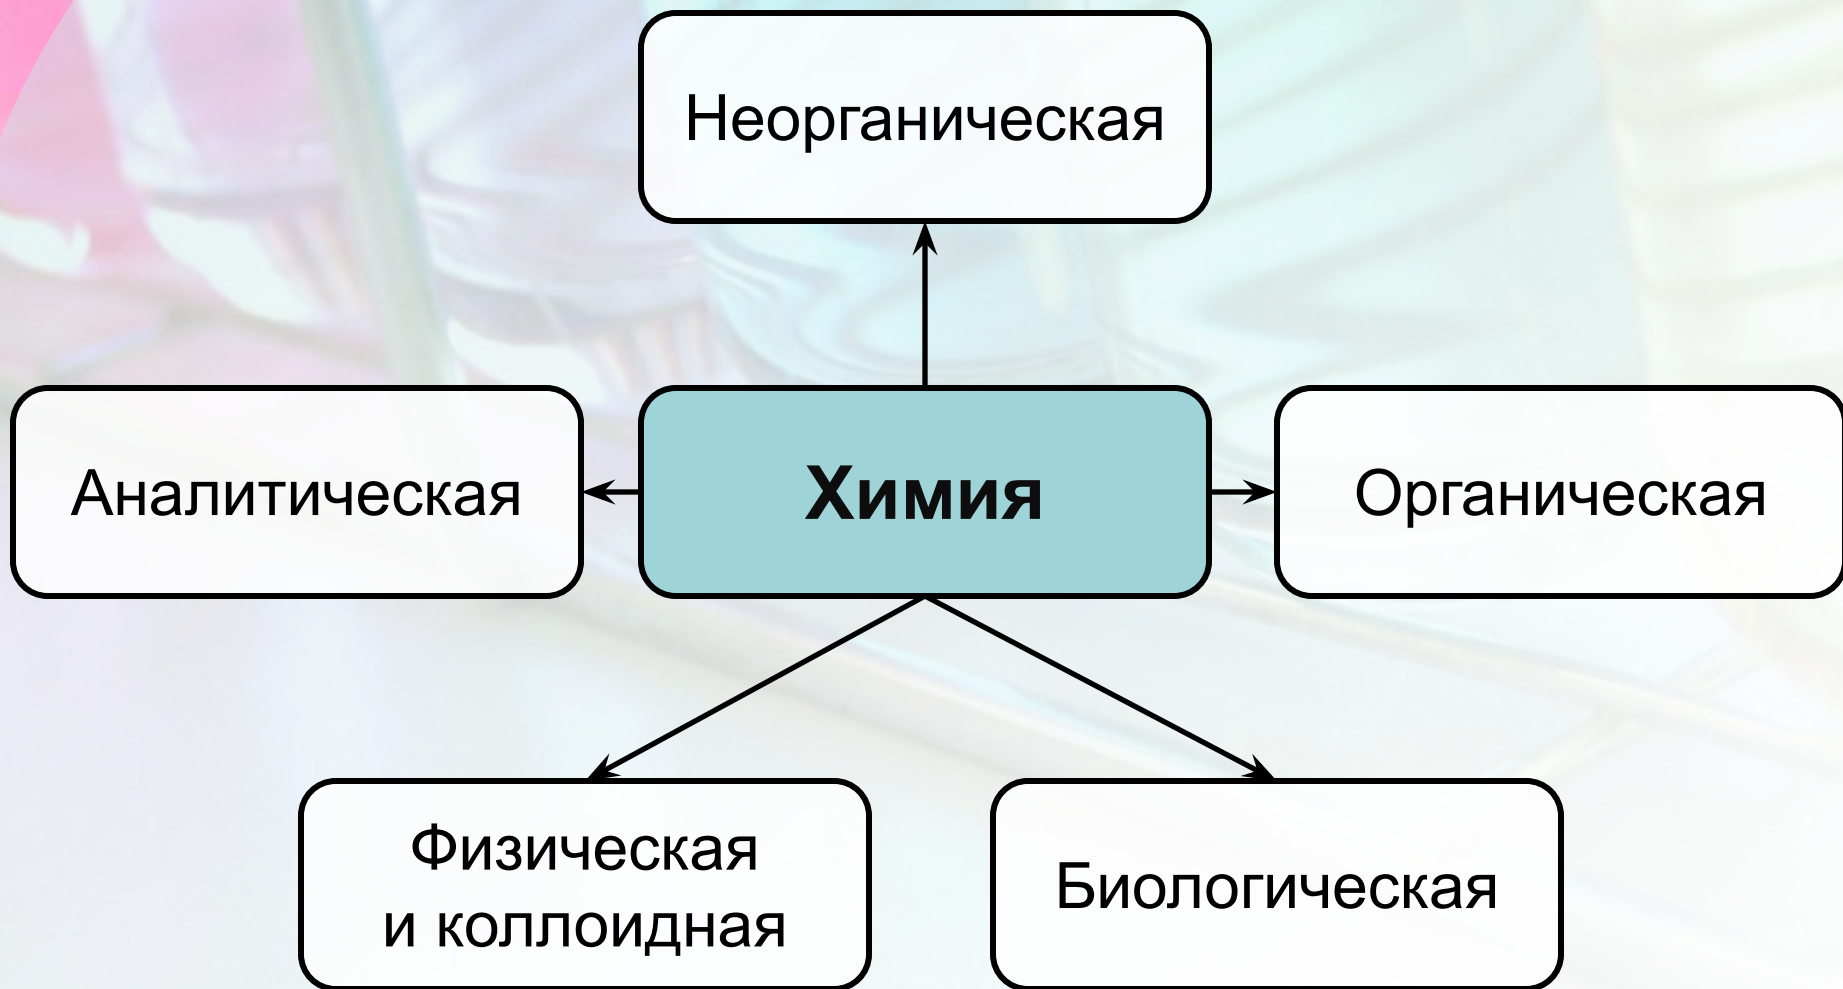 Неорганическая
Аналитическая
Химия
Органическая
Физическая
и коллоидная
Биологическая